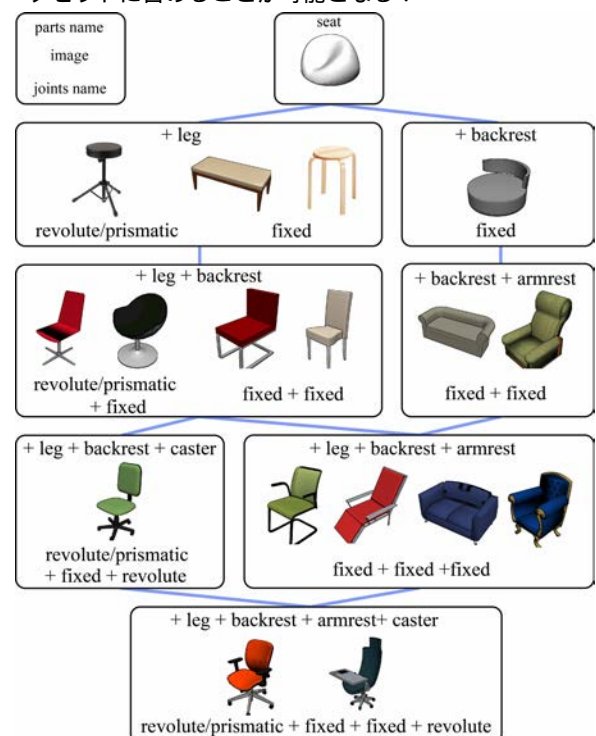 parts name
image
joints name
seat
+ leg
revolute/prismatic
fixed
+ backrest
fixed
+ leg + backrest
revolute/prismatic
+ fixed
fixed + fixed
+ backrest + armrest
fixed + fixed
+ leg + backrest + caster
revolute/prismatic
+ fixed + revolute
+ leg + backrest + armrest
fixed + fixed +fixed
+ leg + backrest + armrest+ caster
revolute/prismatic + fixed + fixed + revolute